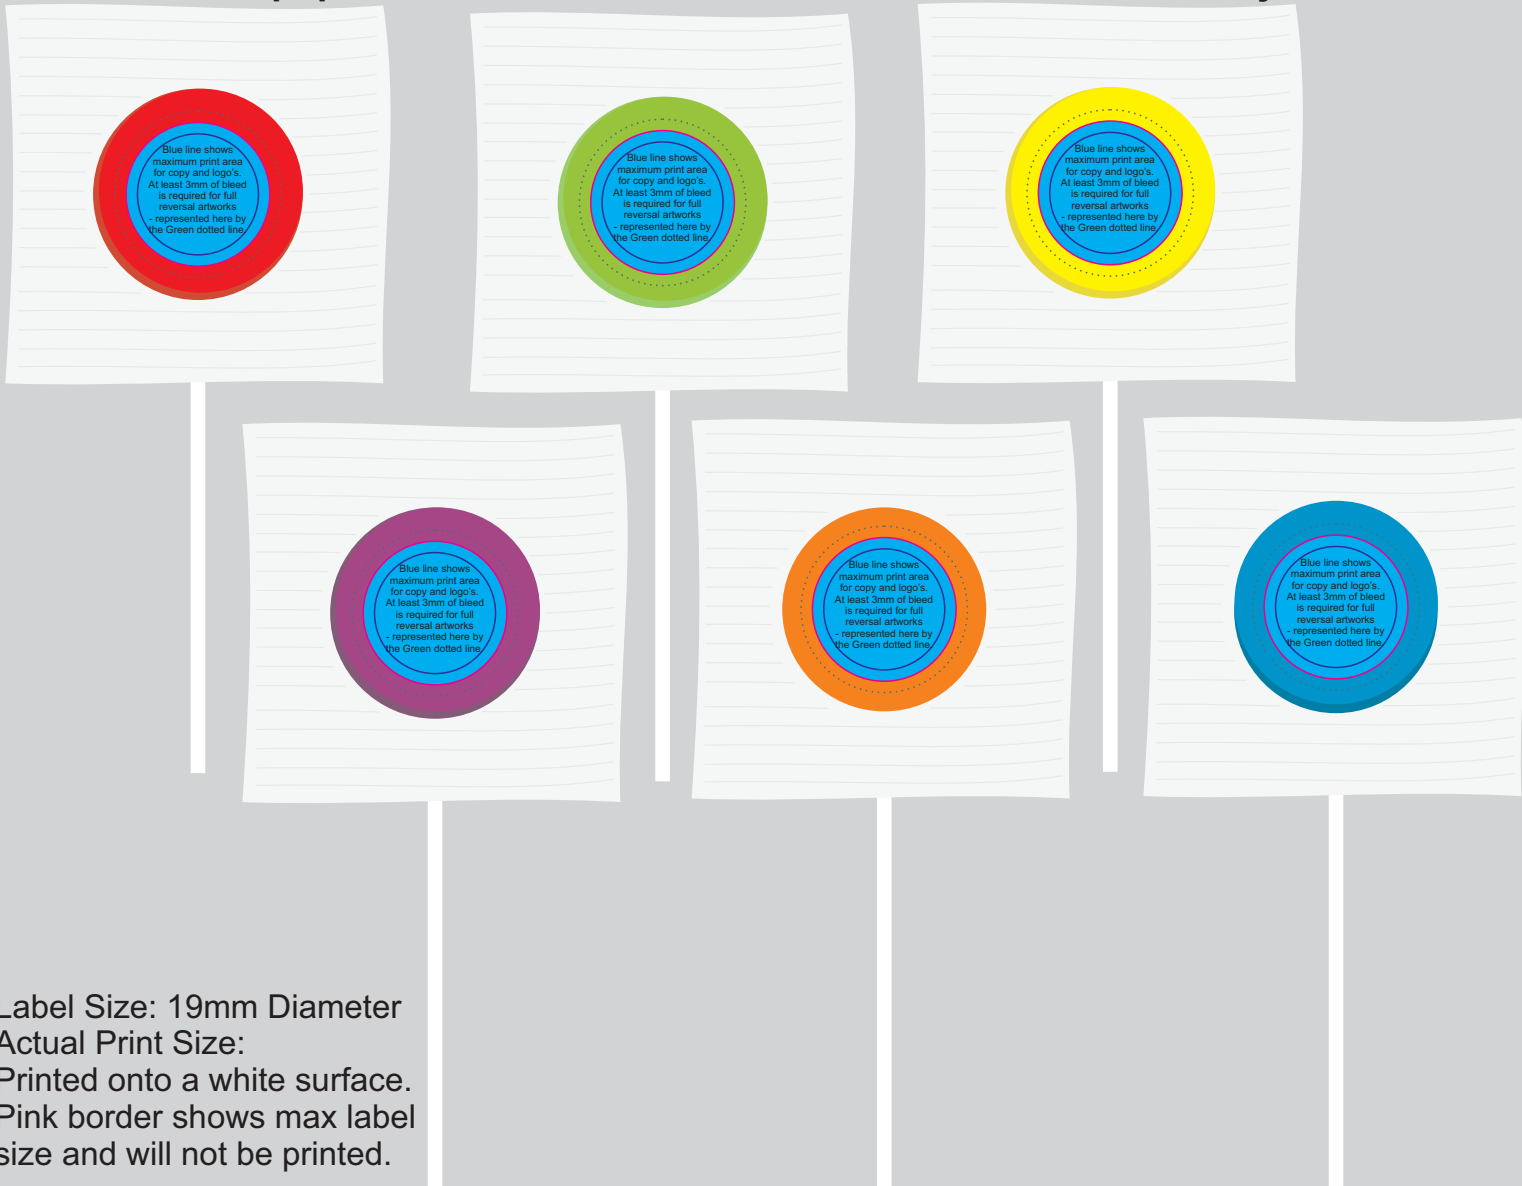 Blue line shows
maximum print area
for copy and logo's.
At least 3mm of bleed
is required for full
reversal artworks
- represented here by
the Green dotted line.
Blue line shows
maximum print area
for copy and logo's.
At least 3mm of bleed
is required for full
reversal artworks
- represented here by
the Green dotted line.
Blue line shows
maximum print area
for copy and logo's.
At least 3mm of bleed
is required for full
reversal artworks
- represented here by
the Green dotted line.
Blue line shows
maximum print area
for copy and logo's.
At least 3mm of bleed
is required for full
reversal artworks
- represented here by
the Green dotted line.
Blue line shows
maximum print area
for copy and logo's.
At least 3mm of bleed
is required for full
reversal artworks
- represented here by
the Green dotted line.
Blue line shows
maximum print area
for copy and logo's.
At least 3mm of bleed
is required for full
reversal artworks
- represented here by
the Green dotted line.
Label Size: 19mm Diameter
Actual Print Size:
Printed onto a white surface.
Pink border shows max label
size and will not be printed.